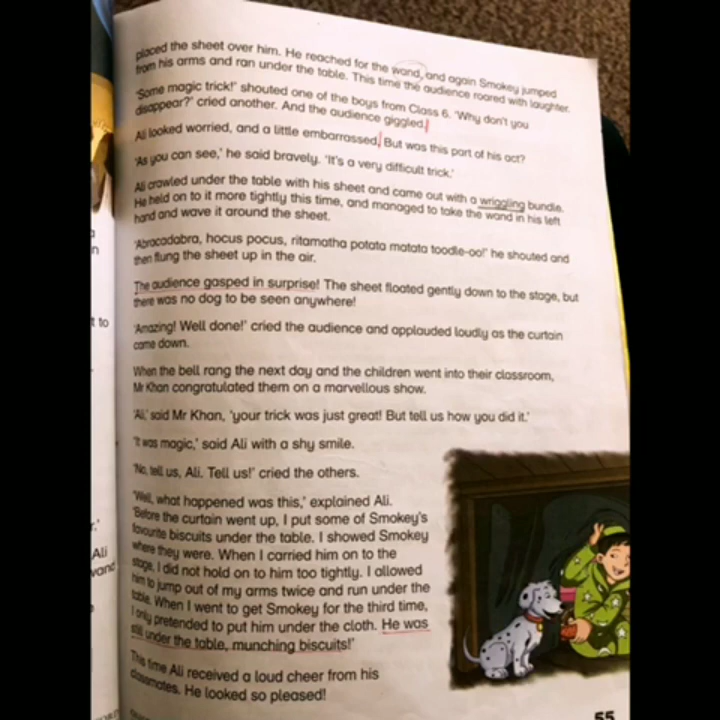 placed the sheet over him. He reached for the wand, and again Smokey jumped
from his arms and ran under the table. This time the audience roared with laughter.
'Some magic trick!' shouted one of the boys from Class 6. 'Why don't you
disappear?' cried another. And the audience giggled.
Ali looked worried, and a little embarrassed. But was this part of his act?
'As you can see,' he said bravely. 'It's a very difficult trick.'
Ali crawled under the table with his sheet and came out with a wriggling bundle.
He held on to it more tightly this time, and managed to take the wand in his left
hand and wave it around the sheet.
'Abracadabra, hocus pocus, ritamatha potata matata toodle-oo!' he shouted and
then flung the sheet up in the air.
The audience gasped in surprise! The sheet floated gently down to the stage, but
there was no dog to be seen anywhere!
'Amazing! Well done!' cried the audience and applauded loudly as the curtain
came down.
When the bell rang the next day and the children went into their classroom,
Mr Khan congratulated them on a marvellous show.
'Ali,' said Mr Khan, 'your trick was just great! But tell us how you did it.'
'It was magic,' said Ali with a shy smile.
'No, tell us, Ali. Tell us!' cried the others.
'Well, what happened was this,' explained Ali.
'Before the curtain went up, I put some of Smokey's
favourite biscuits under the table. I showed Smokey
where they were. When I carried him on to the
stage, I did not hold on to him too tightly. I allowed
him to jump out of my arms twice and run under the
table. When I went to get Smokey for the third time,
I only pretended to put him under the cloth. He was
still under the table, munching biscuits!'
This time Ali received a loud cheer from his
classmates. He looked so pleased!
55
t to
r.'
Ali
wand